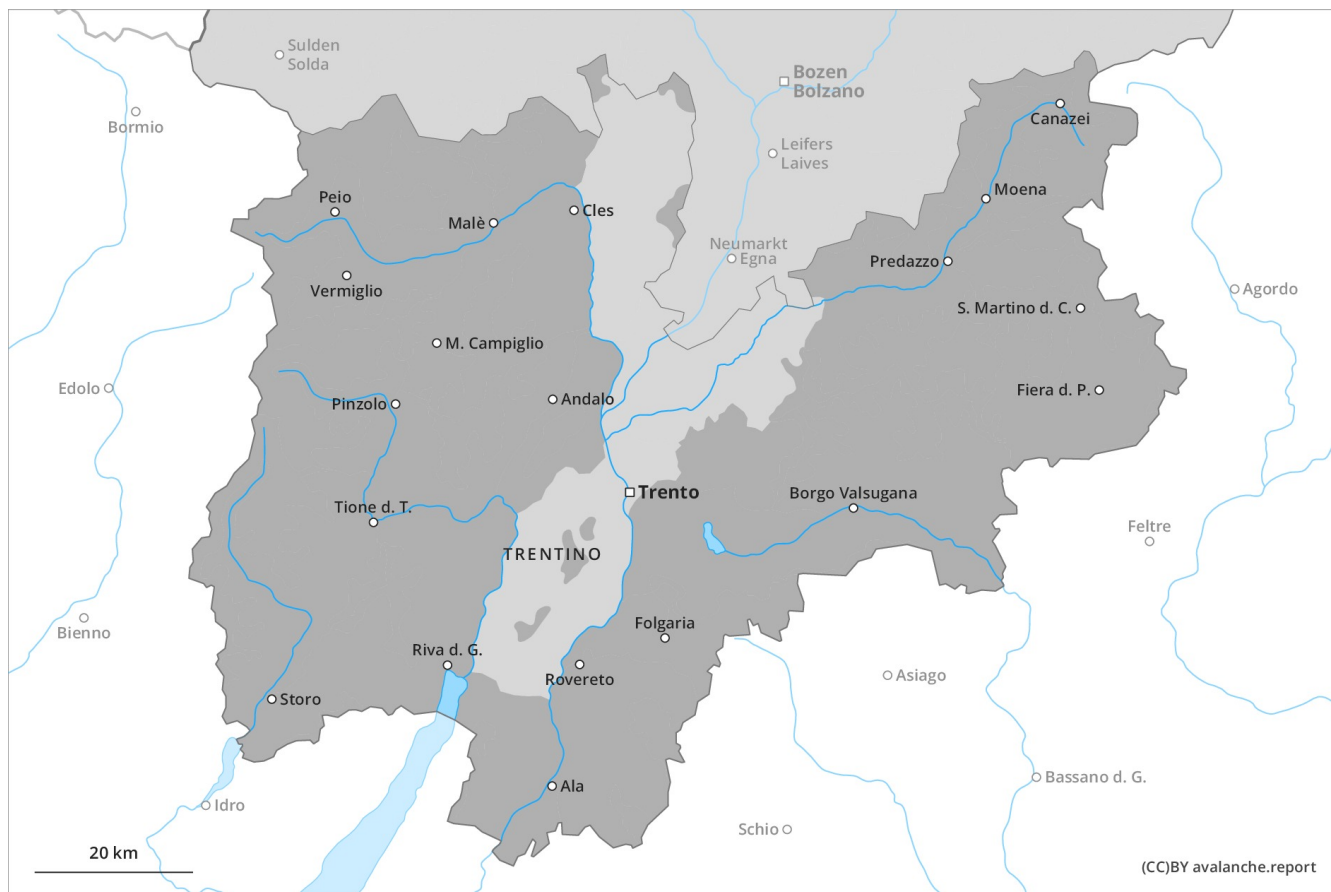 Sulden
Solda
Bozen
Bolzano
Canazei
Bormio
Leifers
Laives
Moena
Peio
Malè
Cles
Neumarkt
Egna
Predazzo
Vermiglio
Agordo
S. Martino d. C.
M. Campiglio
Edolo
Pinzolo
Andalo
Fiera d. P.
Trento
Borgo Valsugana
Tione d. T.
Feltre
TRENTINO
Bienno
Folgaria
Riva d. G.
Rovereto
Asiago
Storo
Bassano d. G.
Ala
Idro
Schio
20 km
(CC)BY avalanche.report